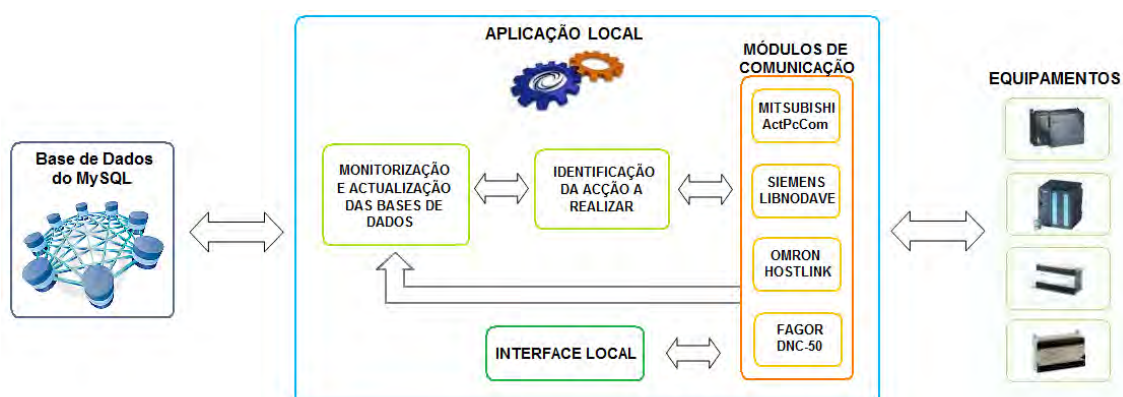 APLICAÇÃO LOCAL
MÓDULOS DE
COMUNICAÇÃO
EQUIPAMENTOS
Base de Dados
do MySQL
MONITORIZAÇÃO
E ACTUALIZAÇÃO
DAS BASES DE
DADOS
IDENTIFICAÇÃO
DA ACÇÃO A
REALIZAR
MITSUBISHI
ActPcCom
SIEMENS
LIBNODAVE
OMRON
HOSTLINK
FAGOR
DNC-50
INTERFACE LOCAL